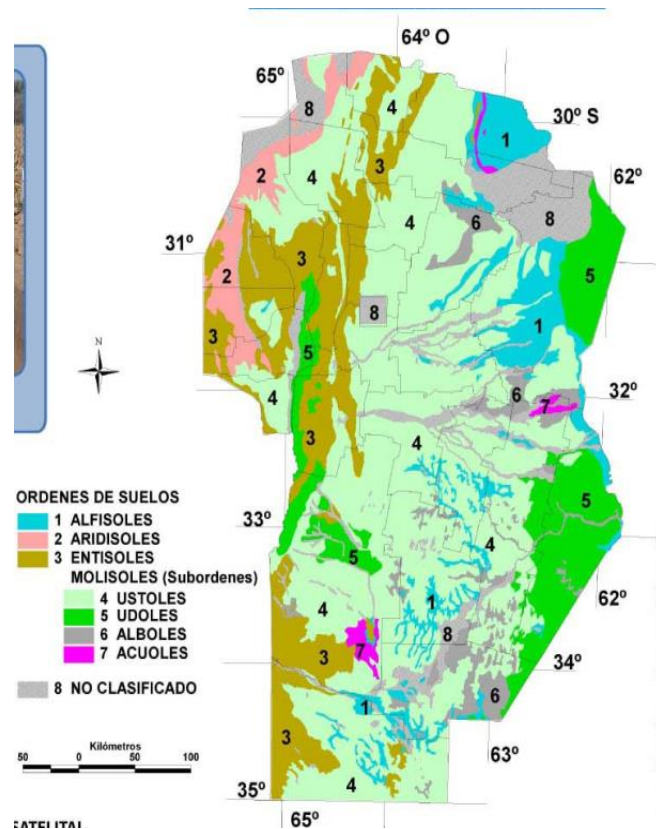 64º O
65º
8
4
30º S
1
3
2
4
62º
4
6
8
31º
3
5
2
1
8
3
5
N
32º
6
7
4
3
4
ORDENES DE SUELOS
1 ALFISOLES
2 ARIDISOLES
3 ENTISOLES
MOLISOLES (Subordenes)
4 USTOLES
5 UDOLES
6 ALBOLES
7 ACUOLES
8 NO CLASIFICADO
33º
5
5
4
62º
4
1
8
7
3
34º
6
1
3
63º
Kilómetros
50 0 50 100
4
35º
65º